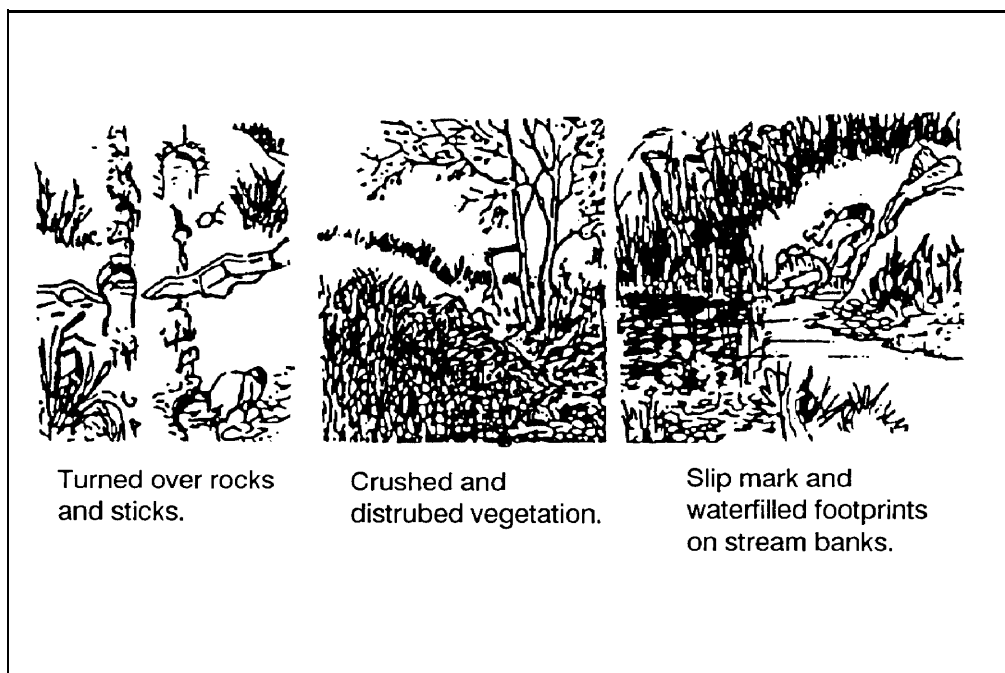 Turned over rocks
and sticks.
Crushed and
distrubed vegetation.
Slip mark and
waterfilled footprints
on stream banks.